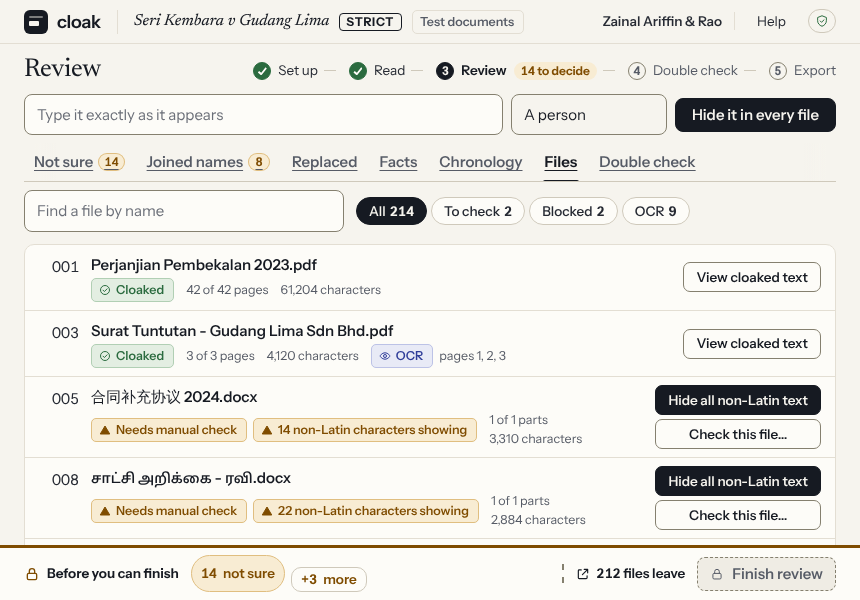 cloak
Seri Kembara v Gudang Lima
STRICT
Test documents
Zainal Ariffin & Rao
Help
Review
Set up
Read
3 Review 14 to decide
4 Double check
5 Export
Type it exactly as it appears
A person
Hide it in every file
Not sure 14
Joined names 8
Replaced
Facts
Chronology
Files
Double check
Find a file by name
All 214
To check 2
Blocked 2
OCR 9
001 Perjanjian Pembekalan 2023.pdf
Cloaked 42 of 42 pages 61,204 characters
View cloaked text
003 Surat Tuntutan - Gudang Lima Sdn Bhd.pdf
Cloaked 3 of 3 pages 4,120 characters OCR pages 1, 2, 3
View cloaked text
005 合同补充协议 2024.docx
Needs manual check 14 non-Latin characters showing
1 of 1 parts
3,310 characters
Hide all non-Latin text
Check this file...
008 சாட்சி அறிக்கை - ரவி.docx
Needs manual check 22 non-Latin characters showing
1 of 1 parts
2,884 characters
Hide all non-Latin text
Check this file...
Before you can finish
14 not sure
+3 more
212 files leave
Finish review